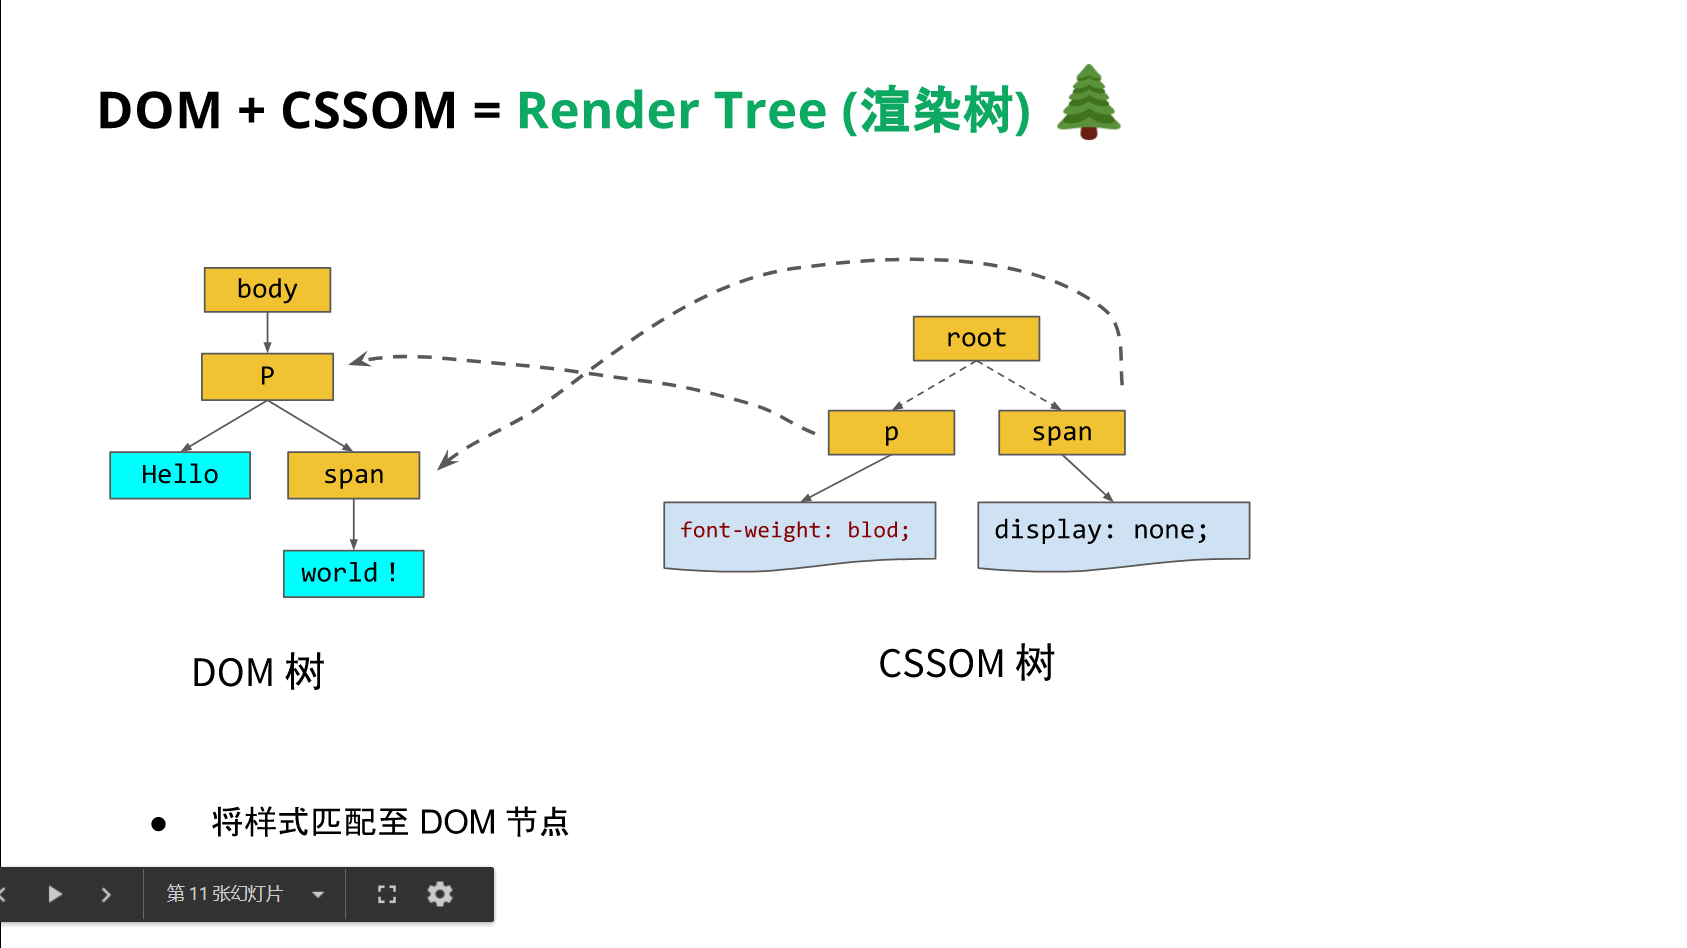 DOM + CSSOM = Render Tree (渲染树)
body
P
Hello
span
world！
DOM 树
root
p
span
font-weight: blod;
display: none;
CSSOM 树
● 将样式匹配至 DOM 节点
第 11 张幻灯片